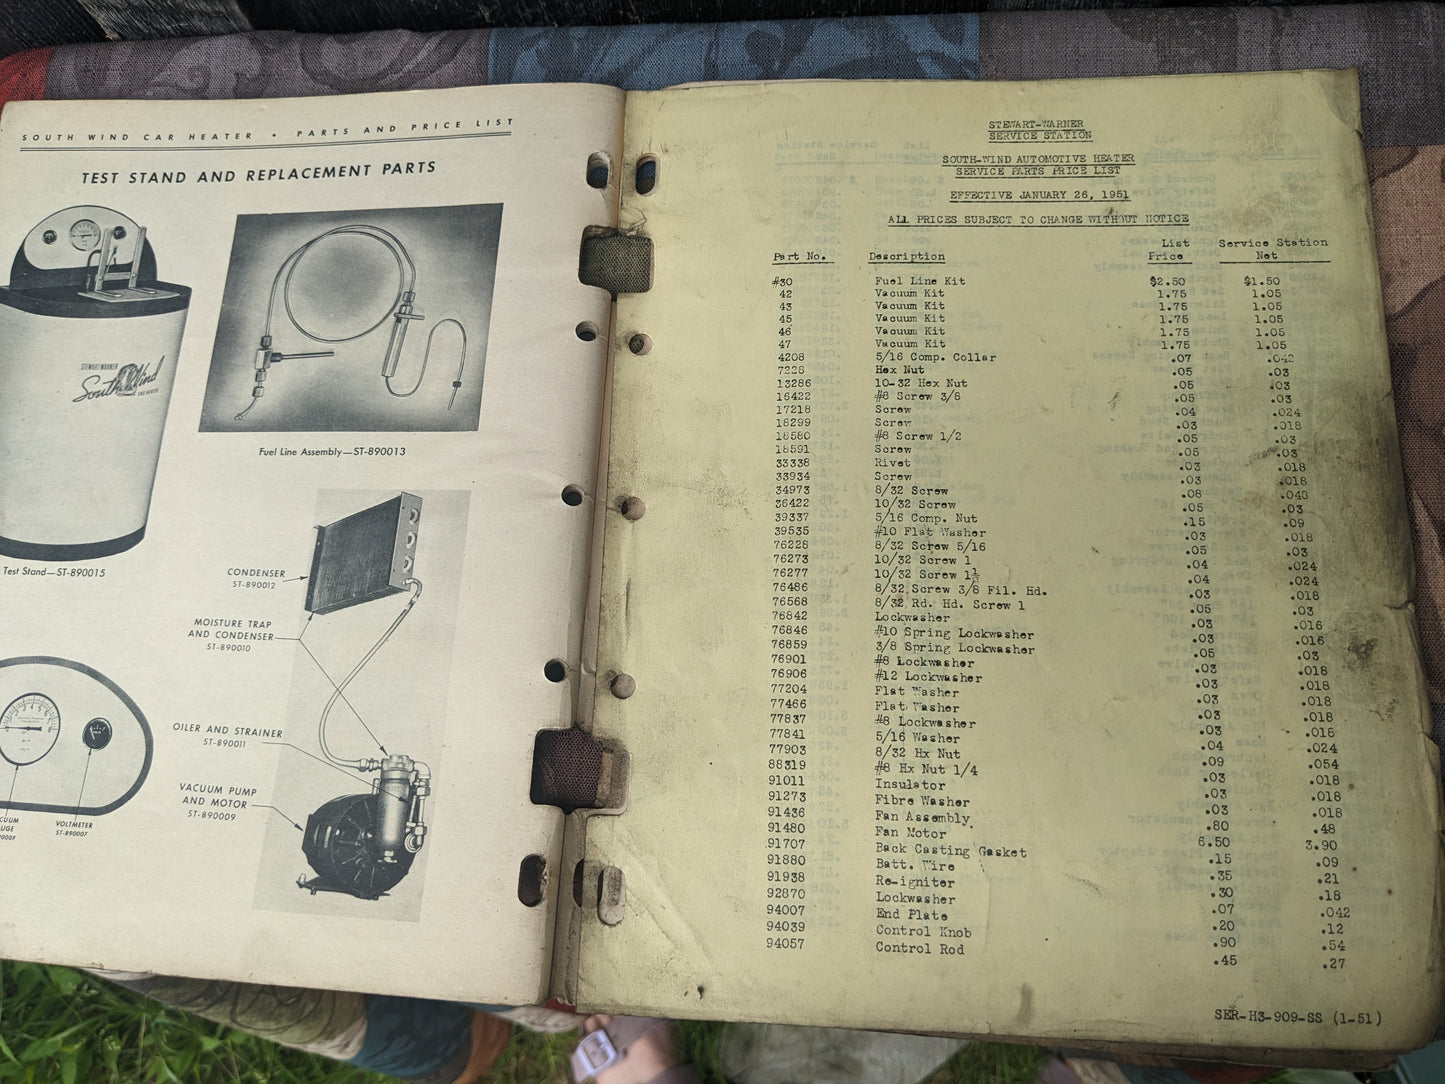 SOUTH WIND CAR HEATER • PARTS AND PRICE LIST
TEST STAND AND REPLACEMENT PARTS
STEWART-WARNER
South Wind
CAR HEATER
Fuel Line Assembly—ST-890013
Test Stand—ST-890015
CONDENSER
ST-890012
MOISTURE TRAP
AND CONDENSER
ST-890010
OILER AND STRAINER
ST-890011
VACUUM PUMP
AND MOTOR
ST-890009
VOLTMETER
ST-890007
STEWART-WARNER
SERVICE STATION
SOUTH-WIND AUTOMOTIVE HEATER
SERVICE PARTS PRICE LIST
EFFECTIVE JANUARY 26, 1951
ALL PRICES SUBJECT TO CHANGE WITHOUT NOTICE
List Service Station
Part No. Description Price Net
#30 Fuel Line Kit $2.50 $1.50
42 Vacuum Kit 1.75 1.05
43 Vacuum Kit 1.75 1.05
45 Vacuum Kit 1.75 1.05
46 Vacuum Kit 1.75 1.05
47 Vacuum Kit 1.75 1.05
4208 5/16 Comp. Collar .07 .042
7228 Hex Nut .05 .03
13286 10-32 Hex Nut .05 .03
16422 #8 Screw 3/8 .05 .03
17218 Screw .04 .024
18299 Screw .03 .018
18580 #8 Screw 1/2 .05 .03
18591 Screw .05 .03
33338 Rivet .03 .018
33934 Screw .03 .018
34973 8/32 Screw .08 .048
36422 10/32 Screw .05 .03
39337 5/16 Comp. Nut .15 .09
39535 #10 Flat Washer .03 .018
76228 8/32 Screw 5/16 .05 .03
76273 10/32 Screw 1 .04 .024
76277 10/32 Screw 1½ .04 .024
76486 8/32 Screw 3/8 Fil. Hd. .03 .018
76568 8/32 Rd. Hd. Screw 1 .05 .03
76842 Lockwasher .03 .016
76846 #10 Spring Lockwasher .03 .016
76859 3/8 Spring Lockwasher .05 .03
76901 #8 Lockwasher .03 .018
76906 #12 Lockwasher .03 .018
77204 Flat Washer .03 .018
77466 Flat Washer .03 .018
77837 #8 Lockwasher .03 .018
77841 5/16 Washer .04 .024
77903 8/32 Hx Nut .09 .054
88319 #8 Hx Nut 1/4 .03 .018
91011 Insulator .03 .018
91273 Fibre Washer .03 .018
91436 Fan Assembly .80 .48
91480 Fan Motor 6.50 3.90
91707 Back Casting Gasket .15 .09
91880 Batt. Wire .35 .21
91938 Re-igniter .30 .18
92870 Lockwasher .07 .042
94007 End Plate .20 .12
94039 Control Knob .90 .54
94057 Control Rod .45 .27
SER-H3-909-SS (1-51)